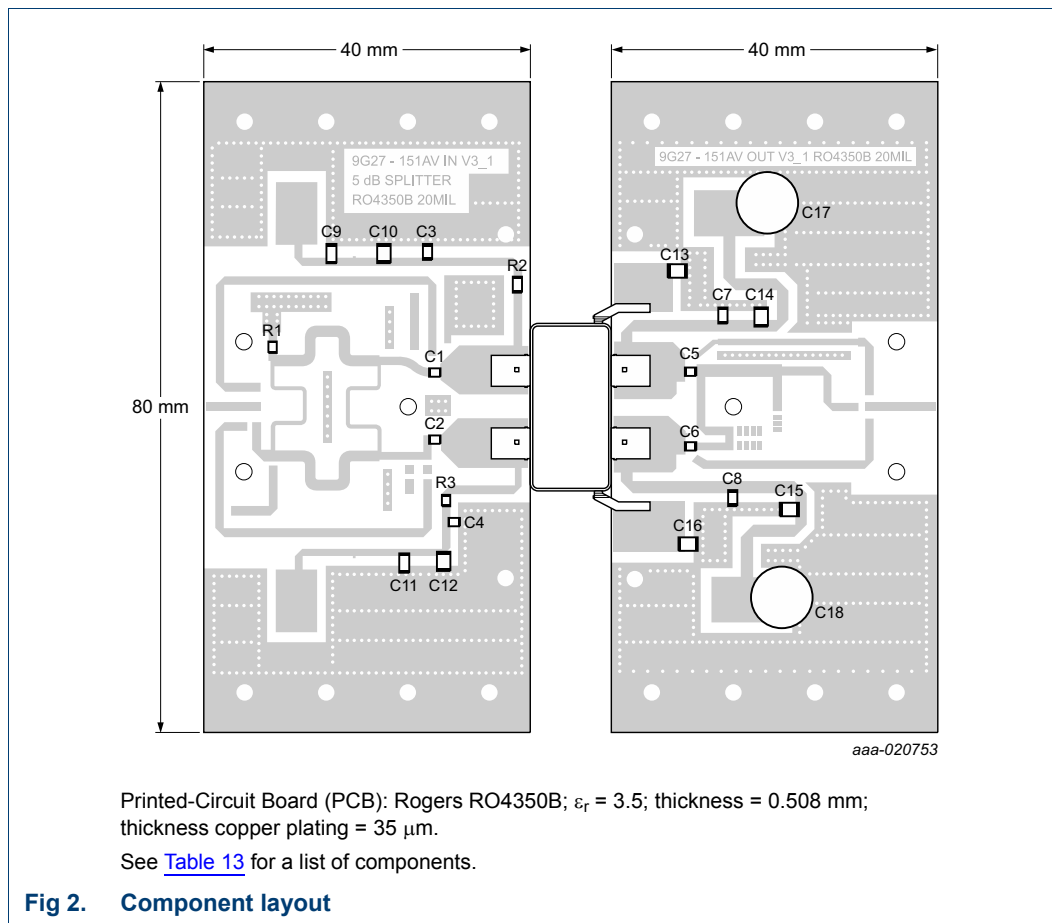 40 mm
40 mm
80 mm
9G27 - 151AV IN V3_1
5 dB SPLITTER
RO4350B 20MIL
9G27 - 151AV OUT V3_1 RO4350B 20MIL
C17
C9
C10
C3
R2
C13
C7
C14
R1
C1
C5
C2
C6
R3
C4
C8
C15
C16
C11
C12
C18
aaa-020753
Printed-Circuit Board (PCB): Rogers RO4350B; εr = 3.5; thickness = 0.508 mm;
thickness copper plating = 35 μm.
See Table 13 for a list of components.
Fig 2. Component layout